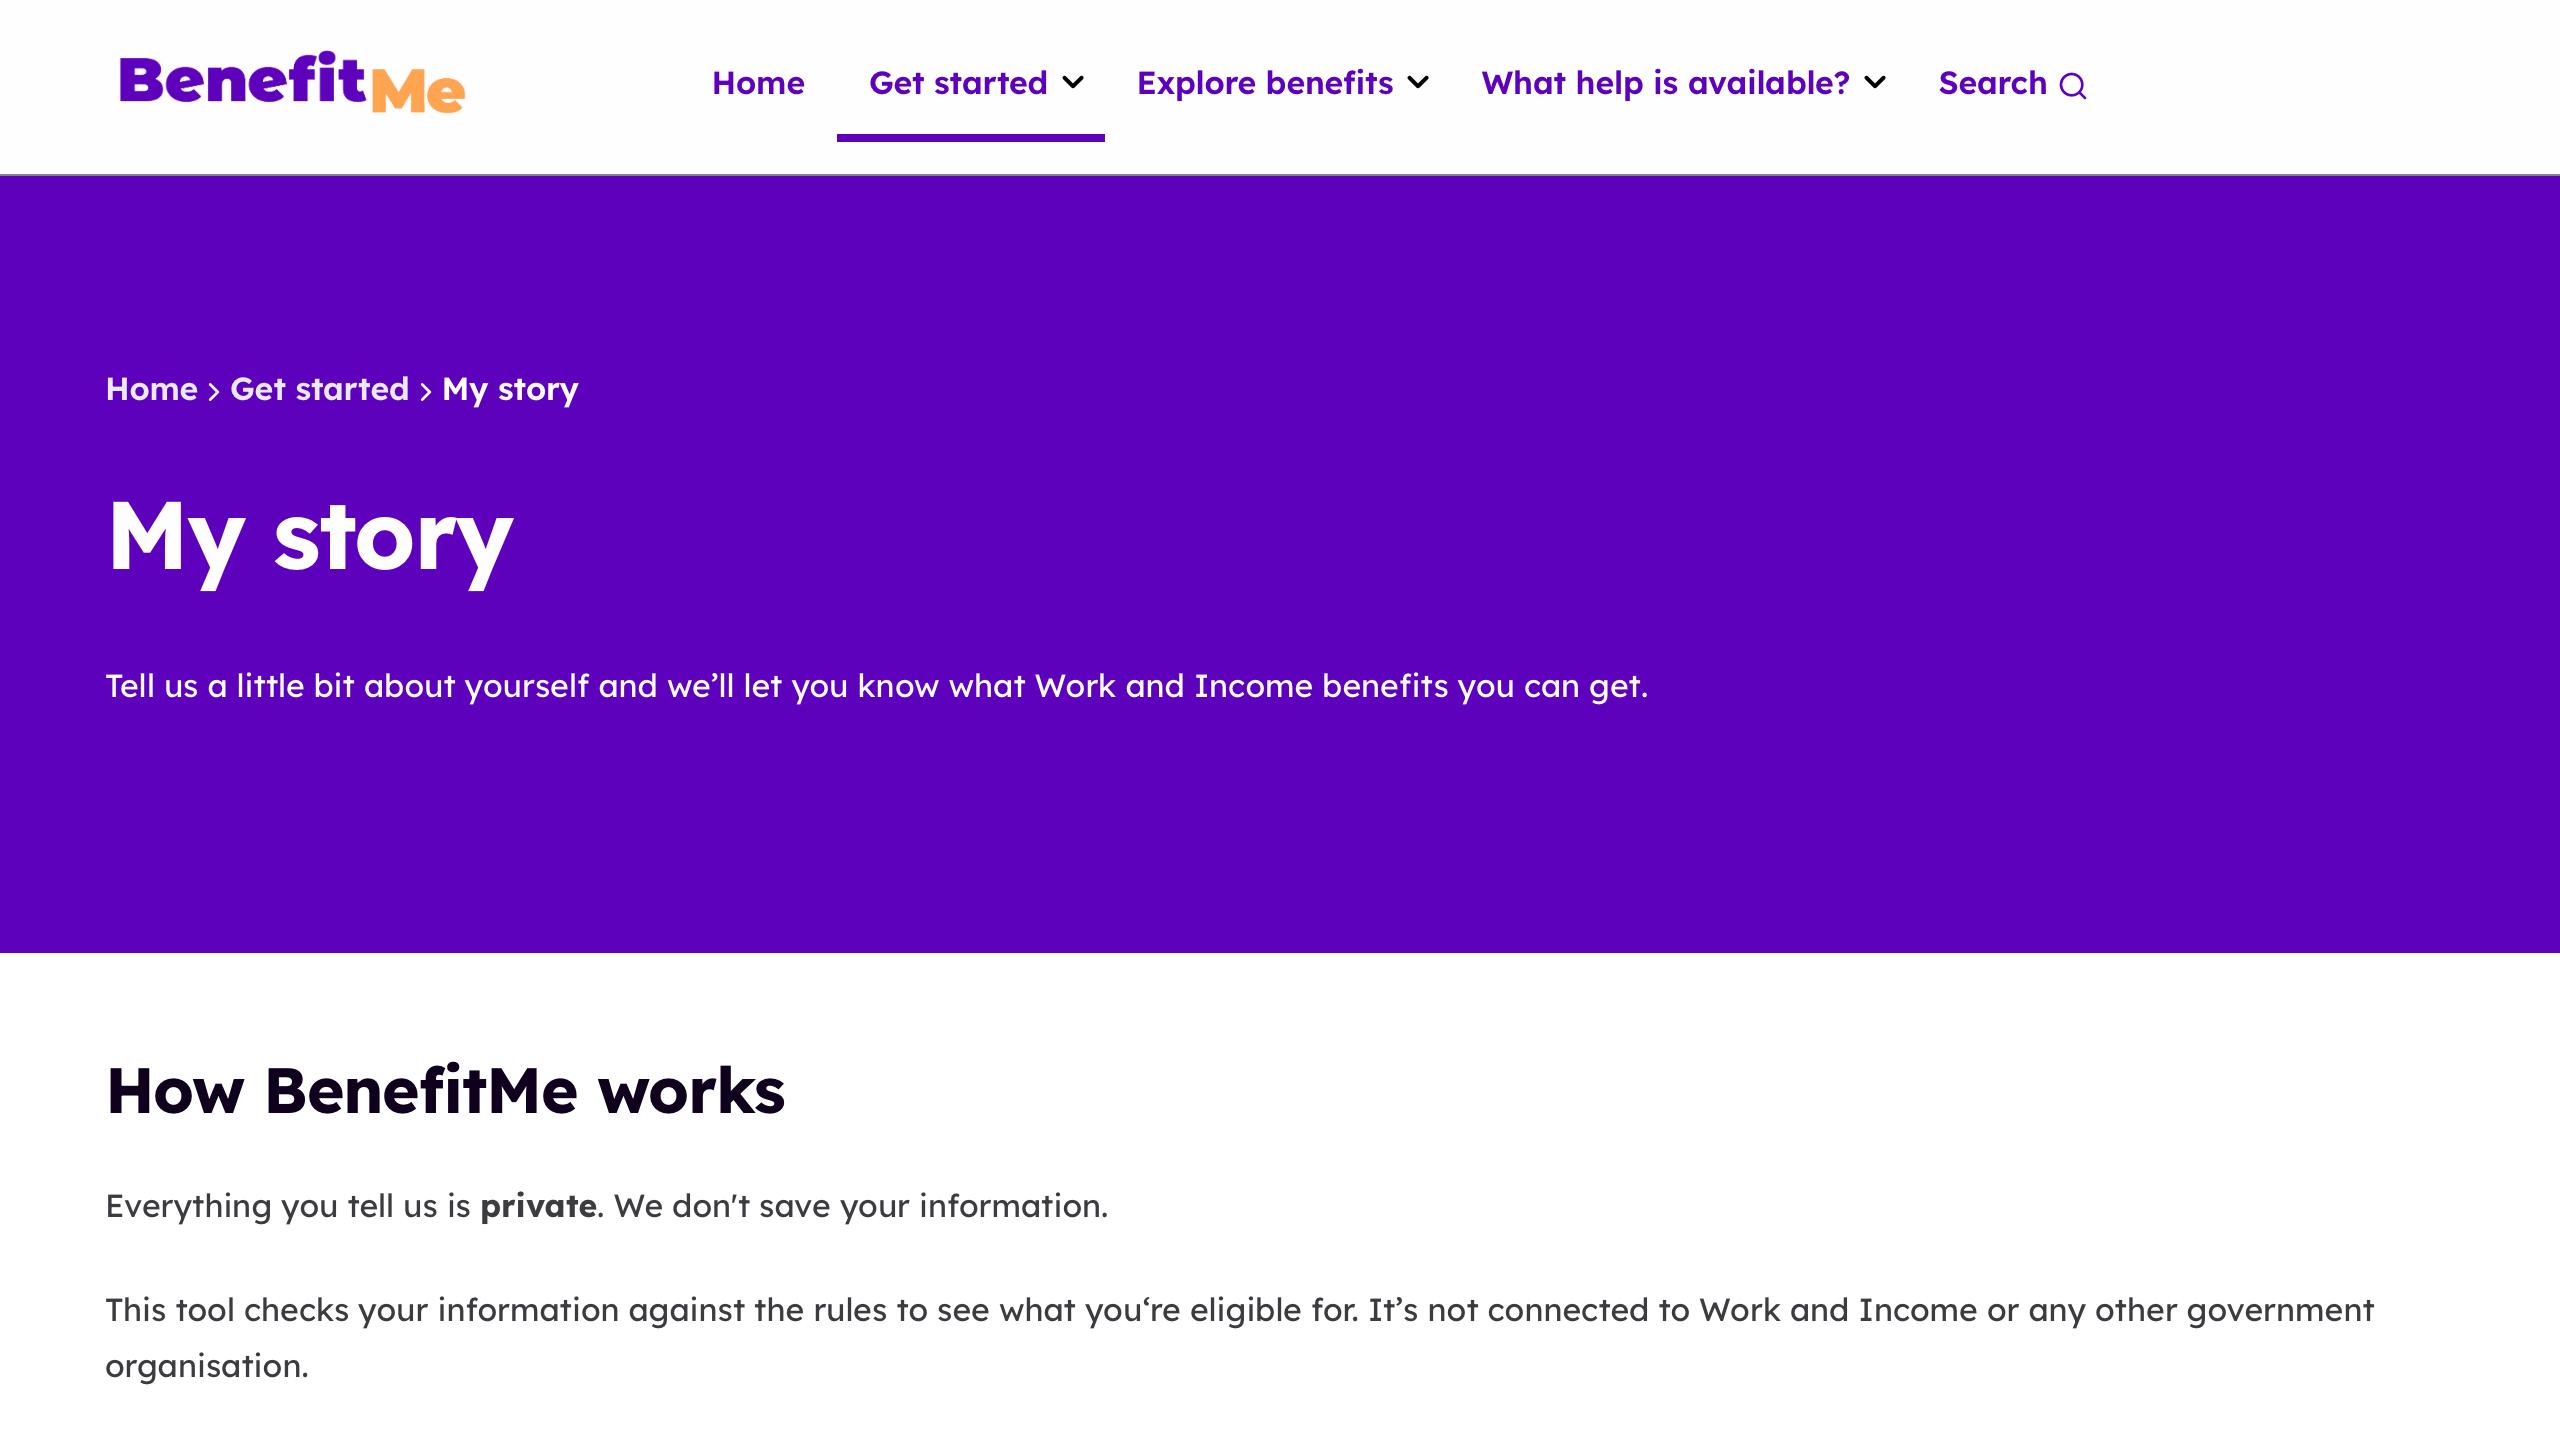 BenefitMe
Home
Get started
Explore benefits
What help is available?
Search
Home > Get started > My story
My story
Tell us a little bit about yourself and we’ll let you know what Work and Income benefits you can get.
How BenefitMe works
Everything you tell us is private. We don't save your information.
This tool checks your information against the rules to see what you‘re eligible for. It’s not connected to Work and Income or any other government
organisation.